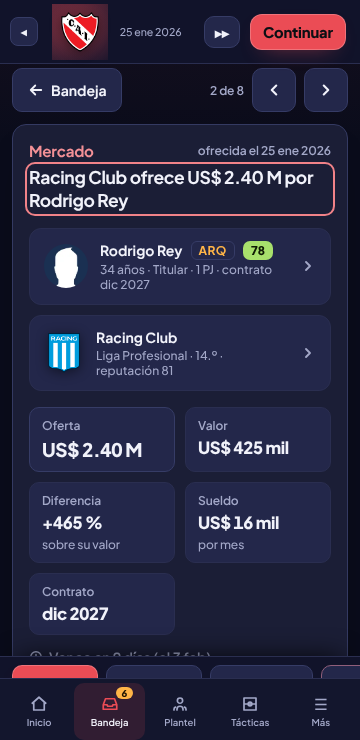 25 ene 2026
Continuar
Bandeja
2 de 8
Mercado
ofrecida el 25 ene 2026
Racing Club ofrece US$ 2.40 M por
Rodrigo Rey
Rodrigo Rey ARQ 78
34 años · Titular · 1 PJ · contrato
dic 2027
RACING
Racing Club
Liga Profesional · 14.º ·
reputación 81
Oferta
US$ 2.40 M
Valor
US$ 425 mil
Diferencia
+465 %
sobre su valor
Sueldo
US$ 16 mil
por mes
Contrato
dic 2027
6
Inicio
Bandeja
Plantel
Tácticas
Más